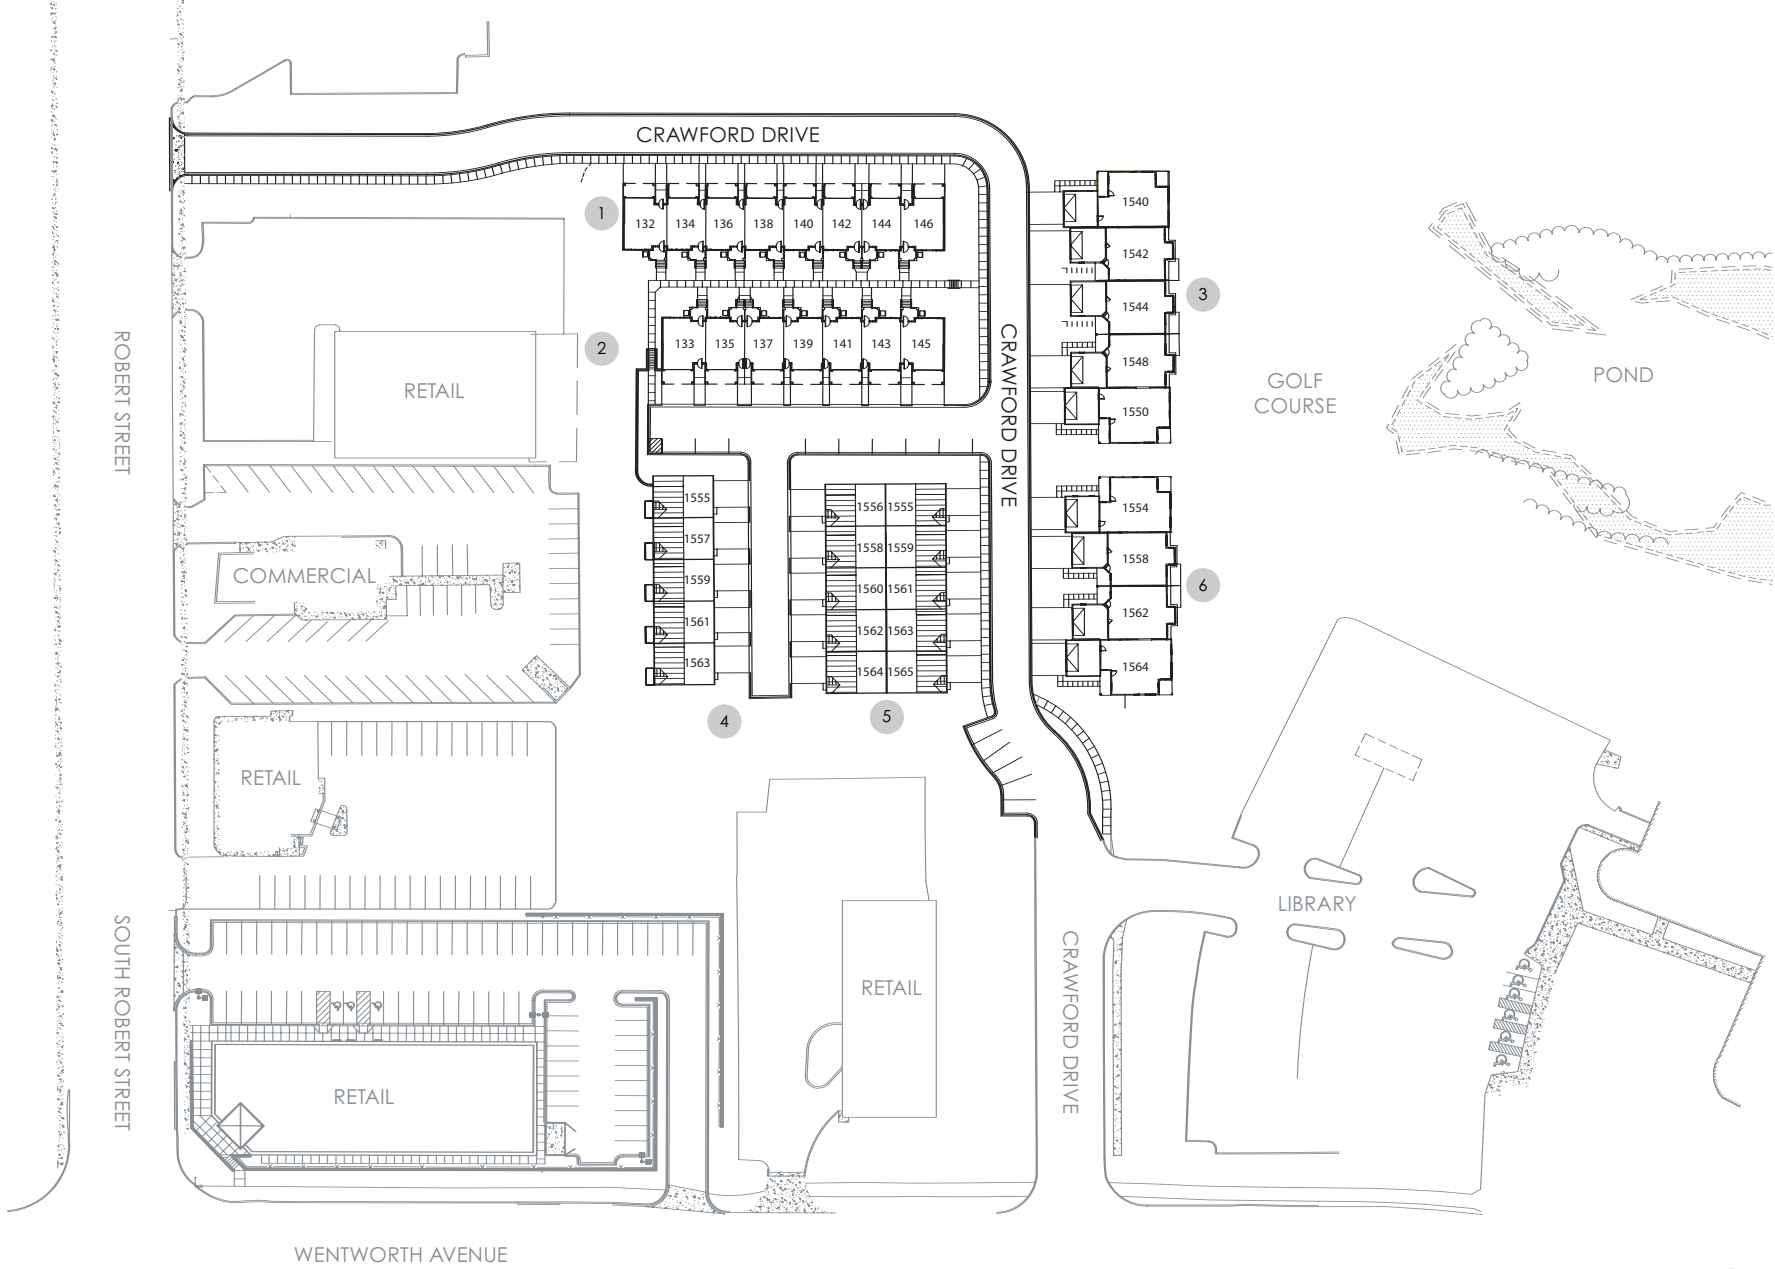 CRAWFORD DRIVE
1
132 134 136 138 140 142 144 146
2
133 135 137 139 141 143 145
CRAWFORD DRIVE
1540
1542
1544
1548
1550
3
GOLF
COURSE
POND
ROBERT STREET
RETAIL
COMMERCIAL
1555
1557
1559
1561
1563
4
1556 1555
1558 1559
1560 1561
1562 1563
1564 1565
5
1554
1558
1562
1564
6
RETAIL
SOUTH ROBERT STREET
RETAIL
RETAIL
CRAWFORD DRIVE
LIBRARY
WENTWORTH AVENUE